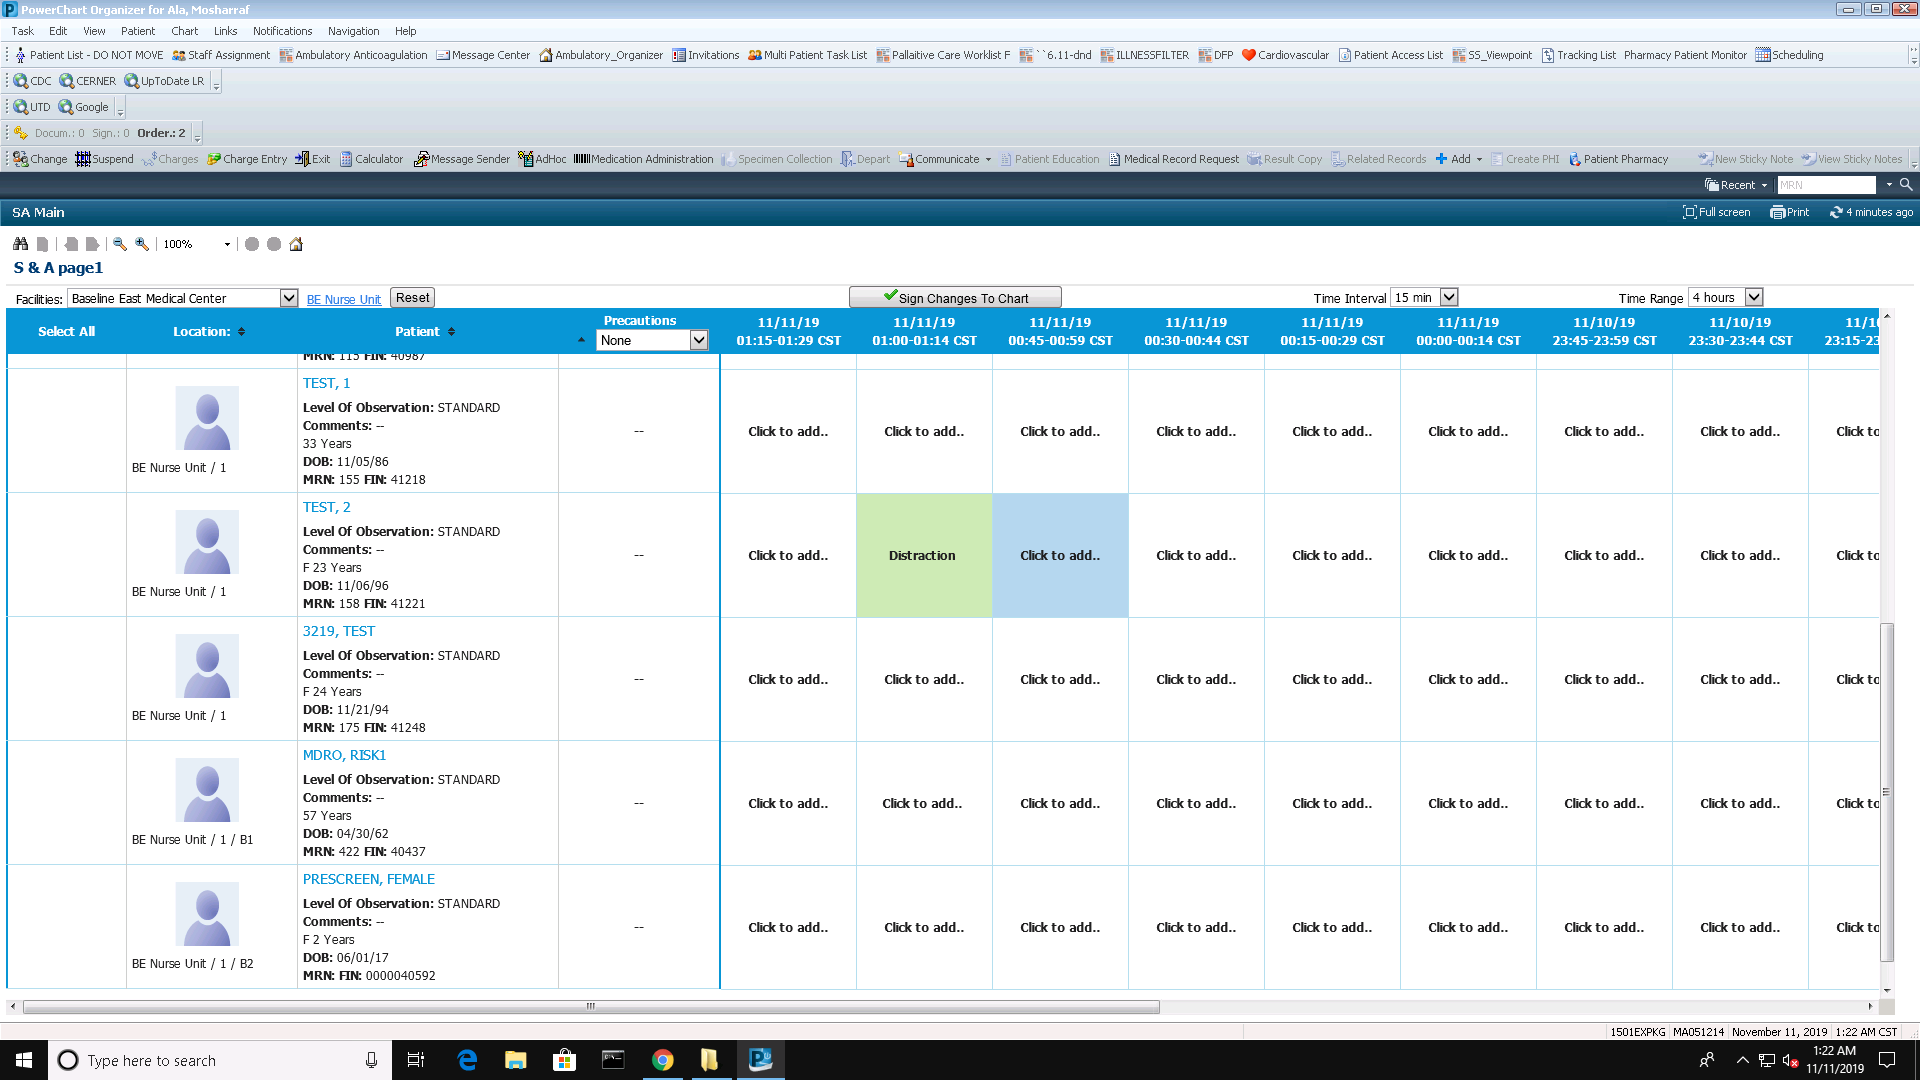 PowerChart Organizer for Ala, Mosharraf
Task Edit View Patient Chart Links Notifications Navigation Help
Patient List - DO NOT MOVE Staff Assignment Ambulatory Anticoagulation Message Center Ambulatory_Organizer Invitations Multi Patient Task List Pallaitive Care Worklist F ``6.11-dnd ILLNESSFILTER DFP Cardiovascular Patient Access List SS_Viewpoint Tracking List Pharmacy Patient Monitor Scheduling
CDC CERNER UpToDate LR
UTD Google
Docum.: 0 Sign.: 0 Order.: 2
Change Suspend Charges Charge Entry Exit Calculator Message Sender AdHoc Medication Administration Specimen Collection Depart Communicate Patient Education Medical Record Request Result Copy Related Records Add Create PHI Patient Pharmacy New Sticky Note View Sticky Notes
Recent MRN
SA Main Full screen Print 4 minutes ago
100%
S & A page1
Facilities: Baseline East Medical Center BE Nurse Unit Reset Sign Changes To Chart Time Interval 15 min Time Range 4 hours
Select All Location: Patient Precautions None
11/11/19 11/11/19 11/11/19 11/11/19 11/11/19 11/11/19 11/10/19 11/10/19 11/10
01:15-01:29 CST 01:00-01:14 CST 00:45-00:59 CST 00:30-00:44 CST 00:15-00:29 CST 00:00-00:14 CST 23:45-23:59 CST 23:30-23:44 CST 23:15-23
MRN: 115 FIN: 40987
TEST, 1
Level Of Observation: STANDARD
Comments: --
33 Years
DOB: 11/05/86
MRN: 155 FIN: 41218
BE Nurse Unit / 1
-- Click to add.. Click to add.. Click to add.. Click to add.. Click to add.. Click to add.. Click to add.. Click to add.. Click to
TEST, 2
Level Of Observation: STANDARD
Comments: --
F 23 Years
DOB: 11/06/96
MRN: 158 FIN: 41221
BE Nurse Unit / 1
-- Click to add.. Distraction Click to add.. Click to add.. Click to add.. Click to add.. Click to add.. Click to add.. Click to
3219, TEST
Level Of Observation: STANDARD
Comments: --
F 24 Years
DOB: 11/21/94
MRN: 175 FIN: 41248
BE Nurse Unit / 1
-- Click to add.. Click to add.. Click to add.. Click to add.. Click to add.. Click to add.. Click to add.. Click to add.. Click to
MDRO, RISK1
Level Of Observation: STANDARD
Comments: --
57 Years
DOB: 04/30/62
MRN: 422 FIN: 40437
BE Nurse Unit / 1 / B1
-- Click to add.. Click to add.. Click to add.. Click to add.. Click to add.. Click to add.. Click to add.. Click to add.. Click to
PRESCREEN, FEMALE
Level Of Observation: STANDARD
Comments: --
F 2 Years
DOB: 06/01/17
MRN: FIN: 0000040592
BE Nurse Unit / 1 / B2
-- Click to add.. Click to add.. Click to add.. Click to add.. Click to add.. Click to add.. Click to add.. Click to add.. Click to
1501EXPKG MA051214 November 11, 2019 1:22 AM CST
Type here to search
1:22 AM
11/11/2019